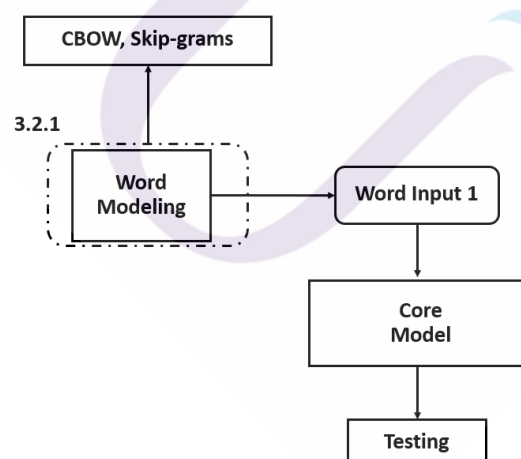 CBOW, Skip-grams
3.2.1
Word
Modeling
Word Input 1
Core
Model
Testing